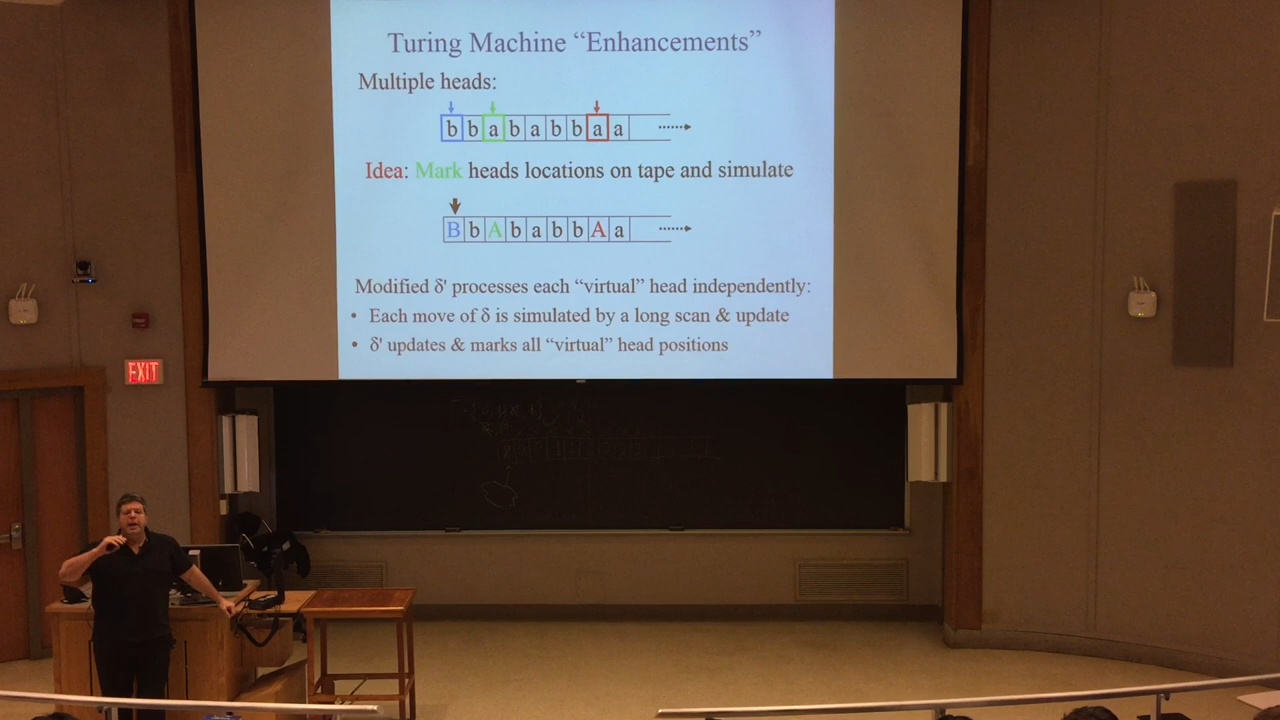 Turing Machine “Enhancements”
Multiple heads:
b b a b a b b a a
Idea: Mark heads locations on tape and simulate
B b A b a b b A a
Modified δ' processes each “virtual” head independently:
• Each move of δ is simulated by a long scan & update
• δ' updates & marks all “virtual” head positions
EXIT